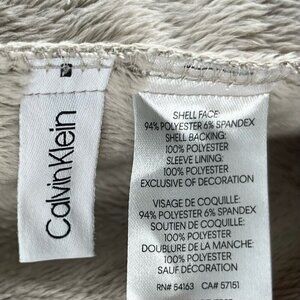 Calvin Klein
SHELL FACE:
94% POLYESTER 6% SPANDEX
SHELL BACKING:
100% POLYESTER
SLEEVE LINING:
100% POLYESTER
EXCLUSIVE OF DECORATION
VISAGE DE COQUILLE:
94% POLYESTER 6% SPANDEX
SOUTIEN DE COQUILLE:
100% POLYESTER
DOUBLURE DE LA MANCHE:
100% POLYESTER
SAUF DÉCORATION
RN# 54163 CA# 57151